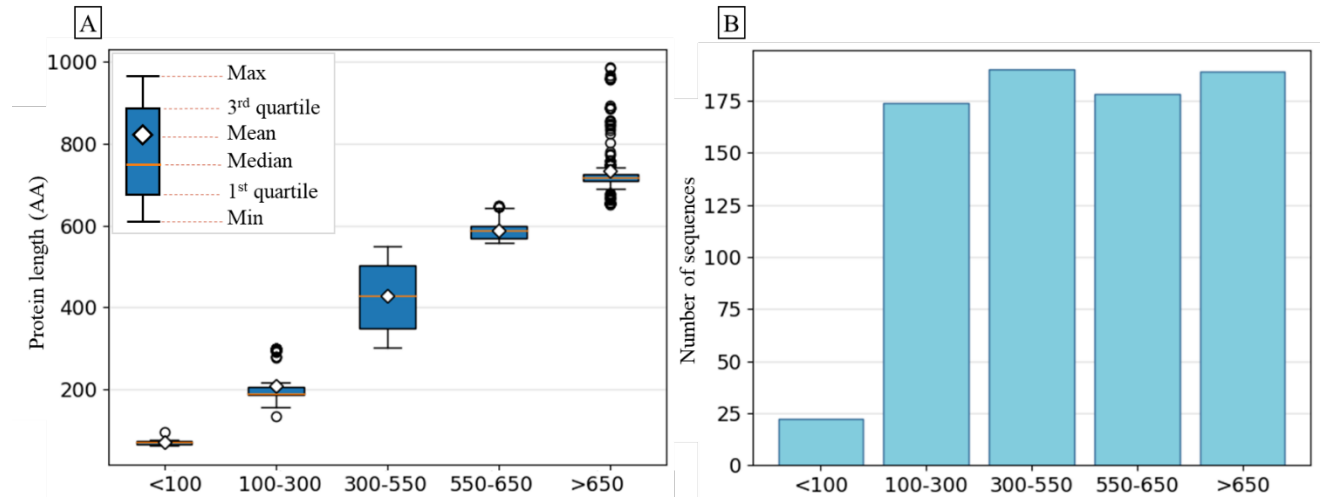 A
Protein length (AA)
1000
800
600
400
200
Max
3rd quartile
Mean
Median
1st quartile
Min
<100 100-300 300-550 550-650 >650
B
Number of sequences
175
150
125
100
75
50
25
0
<100 100-300 300-550 550-650 >650